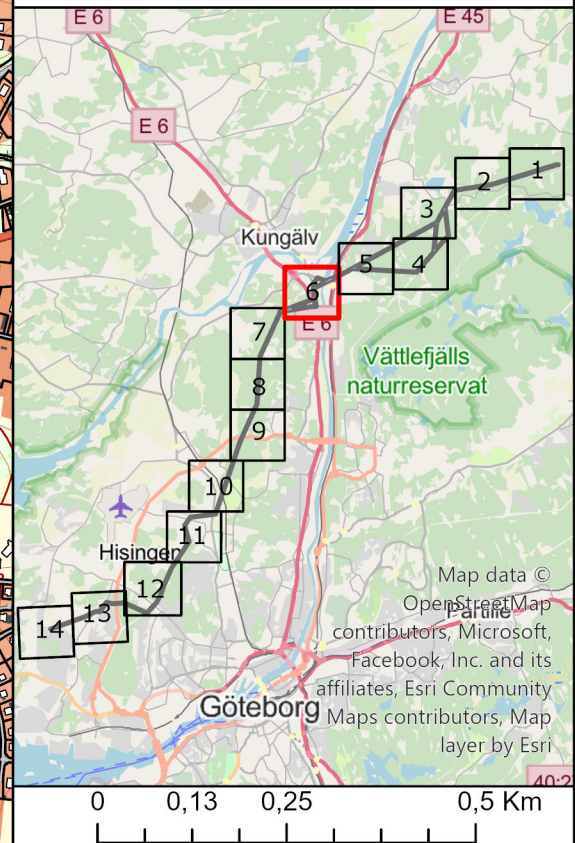 E 6
E 45
E 6
1
2
3
Kungälv
5
4
6
E 6
7
Vättlefjälls
naturreservat
8
9
10
11
Hisingen
Map data ©
12
OpenStreetMap
Partille
13
contributors, Microsoft,
14
Facebook, Inc. and its
affiliates, Esri Community
Göteborg
Maps contributors, Map
layer by Esri
0 0,13 0,25 0,5 Km